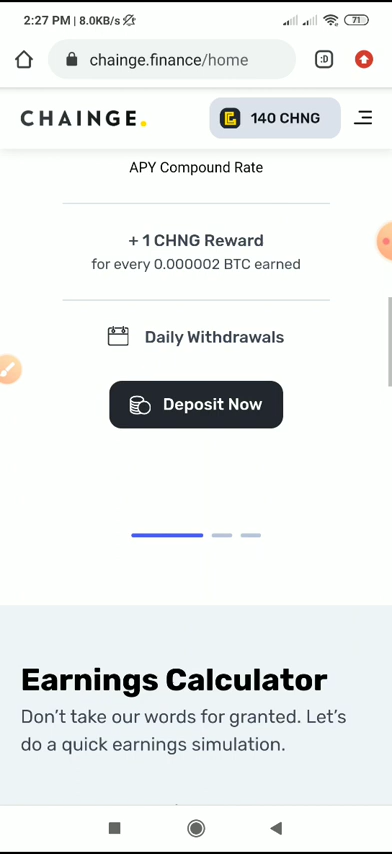 2:27 PM | 8.0KB/s
71
chainge.finance/home
:D
CHAINGE.
140 CHNG
APY Compound Rate
+ 1 CHNG Reward
for every 0.000002 BTC earned
Daily Withdrawals
Deposit Now
Earnings Calculator
Don't take our words for granted. Let's
do a quick earnings simulation.